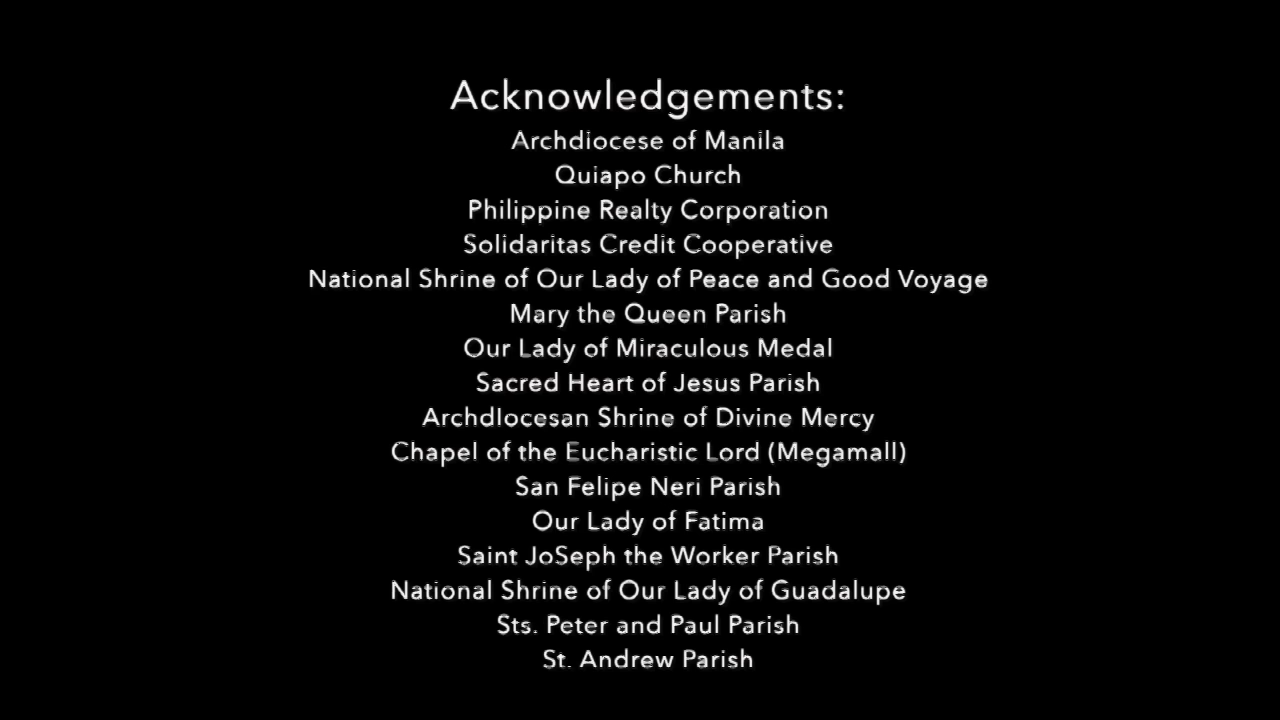 Acknowledgements:
Archdiocese of Manila
Quiapo Church
Philippine Realty Corporation
Solidaritas Credit Cooperative
National Shrine of Our Lady of Peace and Good Voyage
Mary the Queen Parish
Our Lady of Miraculous Medal
Sacred Heart of Jesus Parish
ArchdIocesan Shrine of Divine Mercy
Chapel of the Eucharistic Lord (Megamall)
San Felipe Neri Parish
Our Lady of Fatima
Saint JoSeph the Worker Parish
National Shrine of Our Lady of Guadalupe
Sts. Peter and Paul Parish
St. Andrew Parish